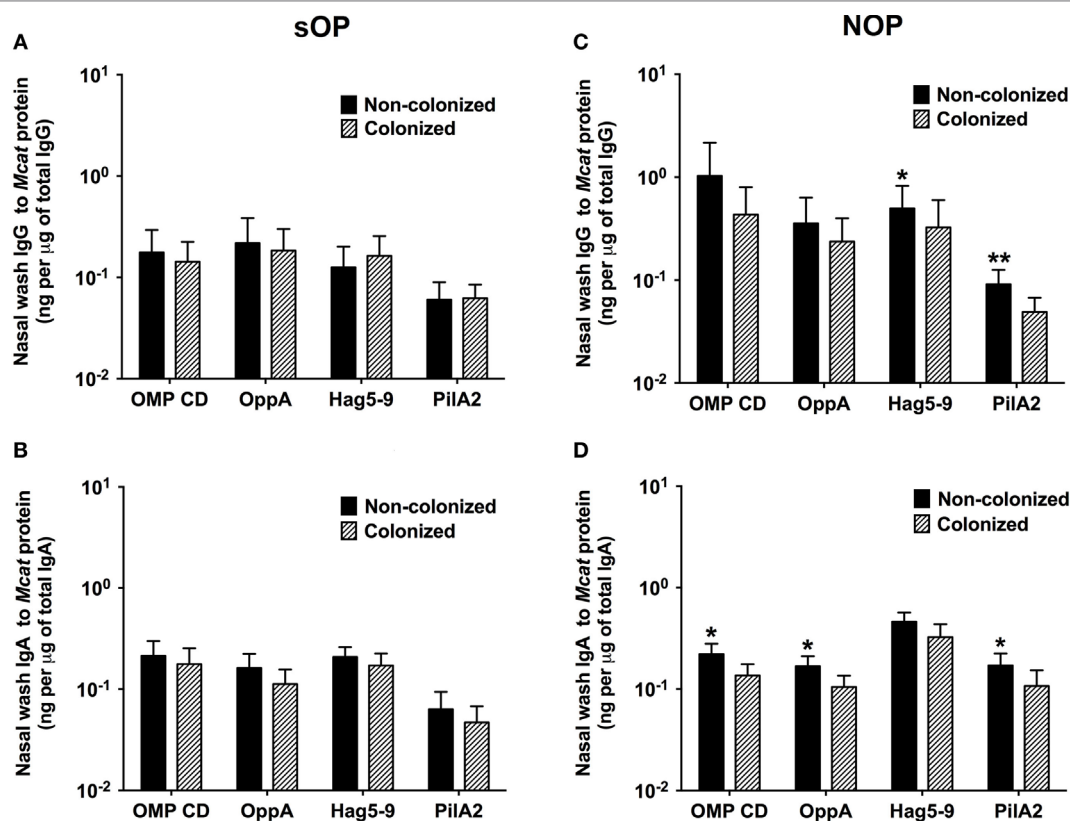 sOP
A
Nasal wash IgG to Mcat protein
(ng per μg of total IgG)
10¹
10⁰
10⁻¹
10⁻²
Non-colonized
Colonized
OMP CD OppA Hag5-9 PilA2
B
Nasal wash IgA to Mcat protein
(ng per μg of total IgA)
10¹
10⁰
10⁻¹
10⁻²
Non-colonized
Colonized
OMP CD OppA Hag5-9 PilA2
NOP
C
Nasal wash IgG to Mcat protein
(ng per μg of total IgG)
10¹
10⁰
10⁻¹
10⁻²
Non-colonized
Colonized
*
**
OMP CD OppA Hag5-9 PilA2
D
Nasal wash IgA to Mcat protein
(ng per μg of total IgA)
10¹
10⁰
10⁻¹
10⁻²
Non-colonized
Colonized
* * *
OMP CD OppA Hag5-9 PilA2